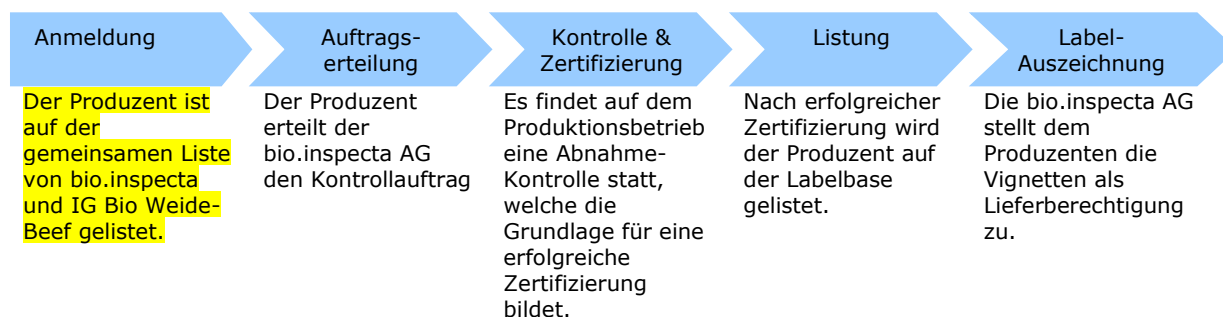 Anmeldung
Auftrags-
erteilung
Kontrolle &
Zertifizierung
Listung
Label-
Auszeichnung
Der Produzent ist
auf der
gemeinsamen Liste
von bio.inspecta
und IG Bio Weide-
Beef gelistet.
Der Produzent
erteilt der
bio.inspecta AG
den Kontrollauftrag
Es findet auf dem
Produktionsbetrieb
eine Abnahme-
Kontrolle statt,
welche die
Grundlage für eine
erfolgreiche
Zertifizierung
bildet.
Nach erfolgreicher
Zertifizierung wird
der Produzent auf
der Labelbase
gelistet.
Die bio.inspecta AG
stellt dem
Produzenten die
Vignetten als
Lieferberechtigung
zu.